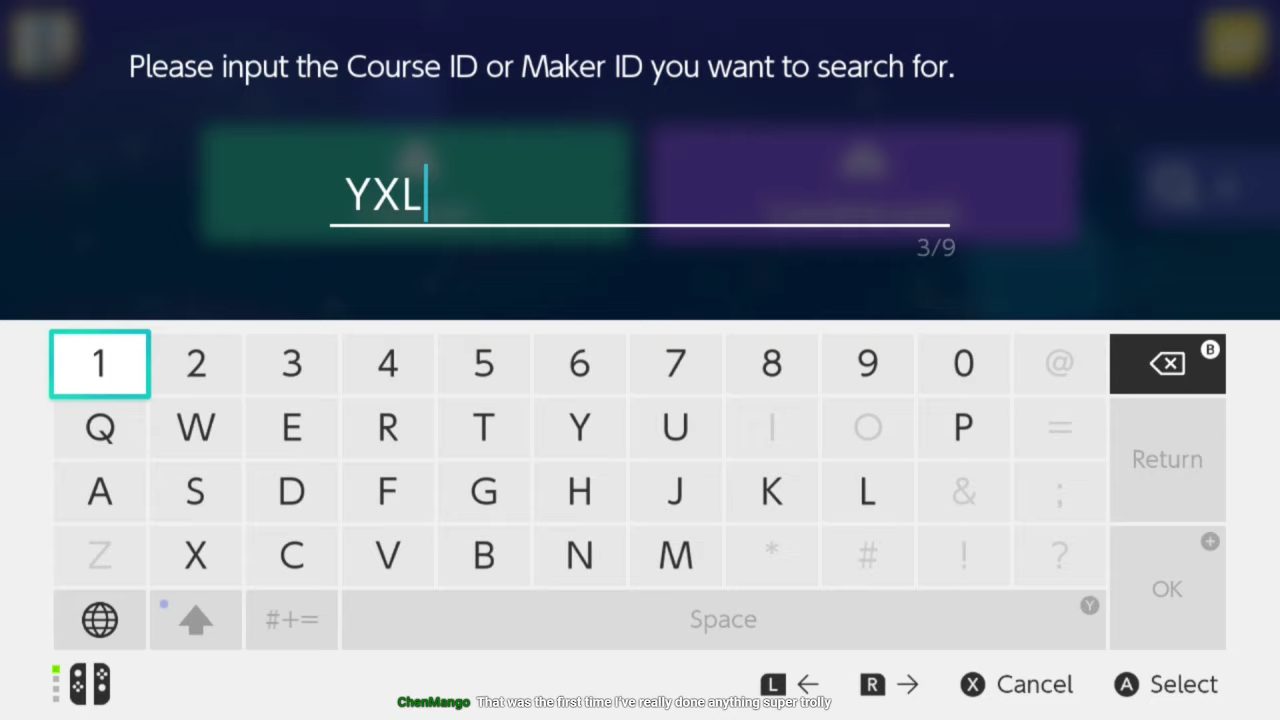 Please input the Course ID or Maker ID you want to search for.
YXL
3/9
1 2 3 4 5 6 7 8 9 0 @ B
Q W E R T Y U I O P = Return
A S D F G H J K L & ;
Z X C V B N M * # ! ? + OK
#+= Space Y
L ← R → X Cancel A Select
ChenMango That was the first time I've really done anything super trolly